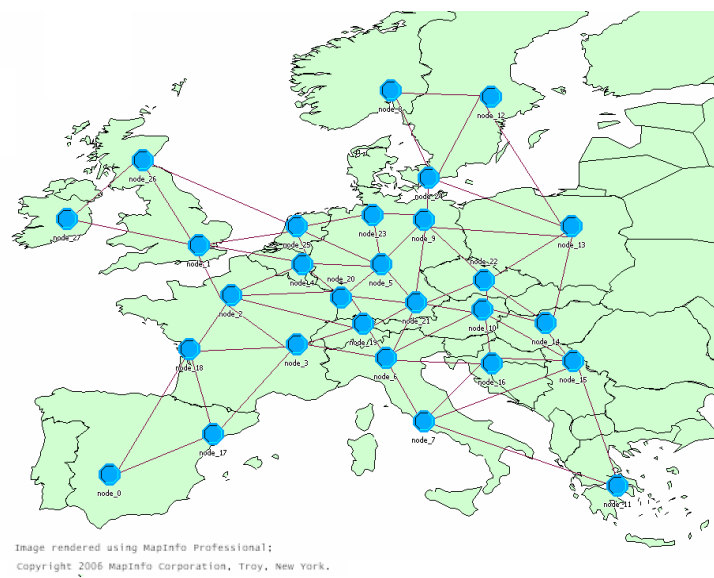 node_8
node_12
node_26
node_24
node_27
node_23
node_9
node_13
node_25
node_1
node_22
node_4
node_20
node_5
node_2
node_21
node_10
node_19
node_14
node_3
node_18
node_6
node_15
node_16
node_7
node_17
node_0
node_11
Image rendered using MapInfo Professional;
Copyright 2006 MapInfo Corporation, Troy, New York.